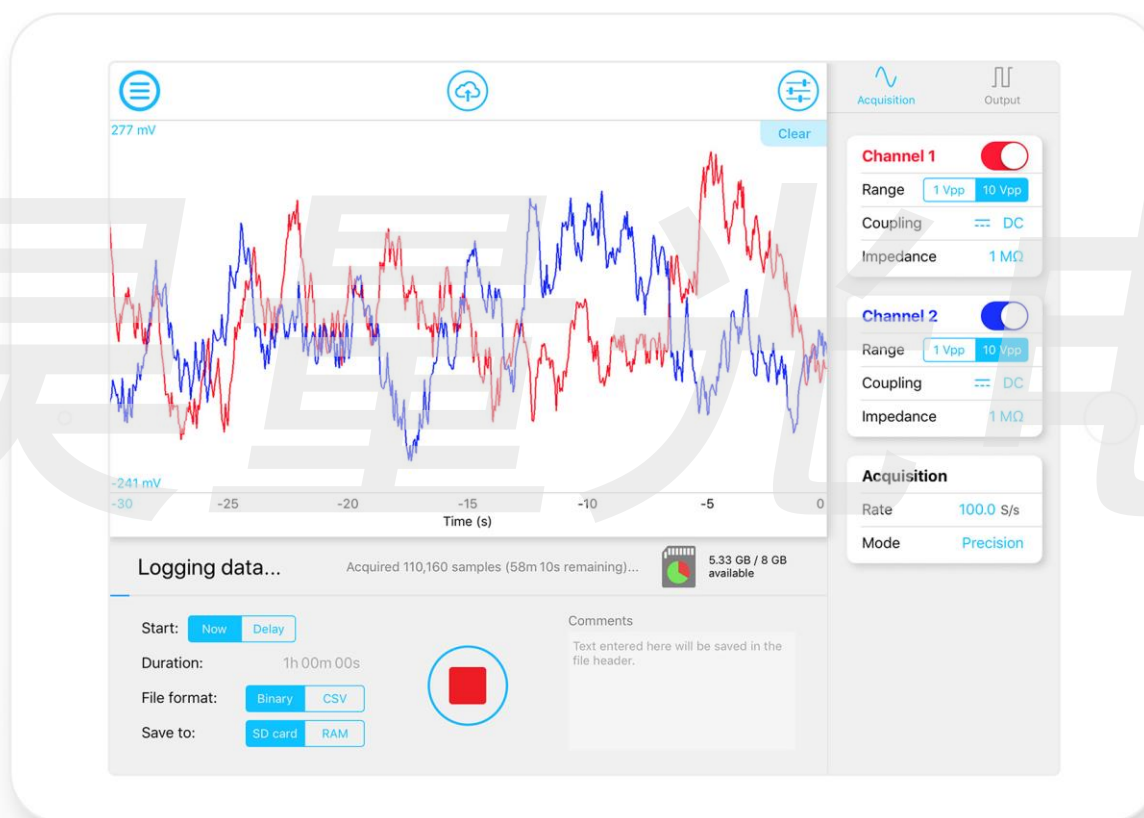 Acquisition
Output
277 mV
Clear
-241 mV
-30 -25 -20 -15 -10 -5 0
Time (s)
Channel 1
Range 1 Vpp 10 Vpp
Coupling DC
Impedance 1 MΩ
Channel 2
Range 1 Vpp 10 Vpp
Coupling DC
Impedance 1 MΩ
Acquisition
Rate 100.0 S/s
Mode Precision
Logging data...
Acquired 110,160 samples (58m 10s remaining)...
5.33 GB / 8 GB
available
Start: Now Delay
Duration: 1h 00m 00s
File format: Binary CSV
Save to: SD card RAM
Comments
Text entered here will be saved in the
file header.